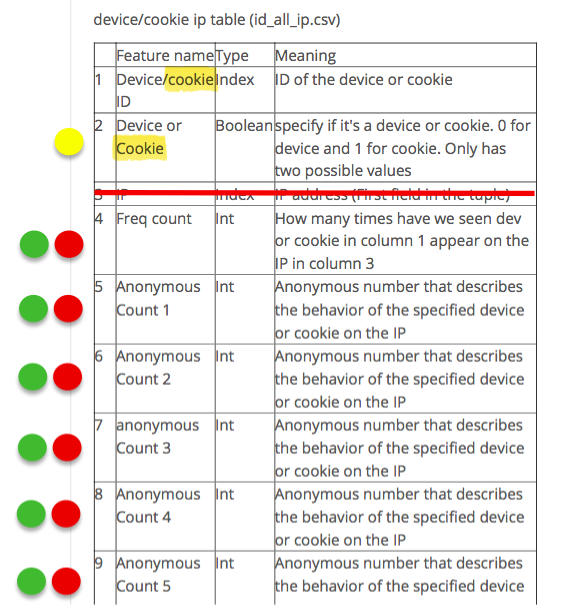 device/cookie ip table (id_all_ip.csv)
Feature name Type Meaning
1 Device/cookie Index ID of the device or cookie
ID
2 Device or Boolean specify if it's a device or cookie. 0 for
Cookie device and 1 for cookie. Only has
two possible values
3 IP Index IP address (First field in the tuple)
4 Freq count Int How many times have we seen dev
or cookie in column 1 appear on the
IP in column 3
5 Anonymous Int Anonymous number that describes
Count 1 the behavior of the specified device
or cookie on the IP
6 Anonymous Int Anonymous number that describes
Count 2 the behavior of the specified device
or cookie on the IP
7 anonymous Int Anonymous number that describes
Count 3 the behavior of the specified device
or cookie on the IP
8 Anonymous Int Anonymous number that describes
Count 4 the behavior of the specified device
or cookie on the IP
9 Anonymous Int Anonymous number that describes
Count 5 the behavior of the specified device